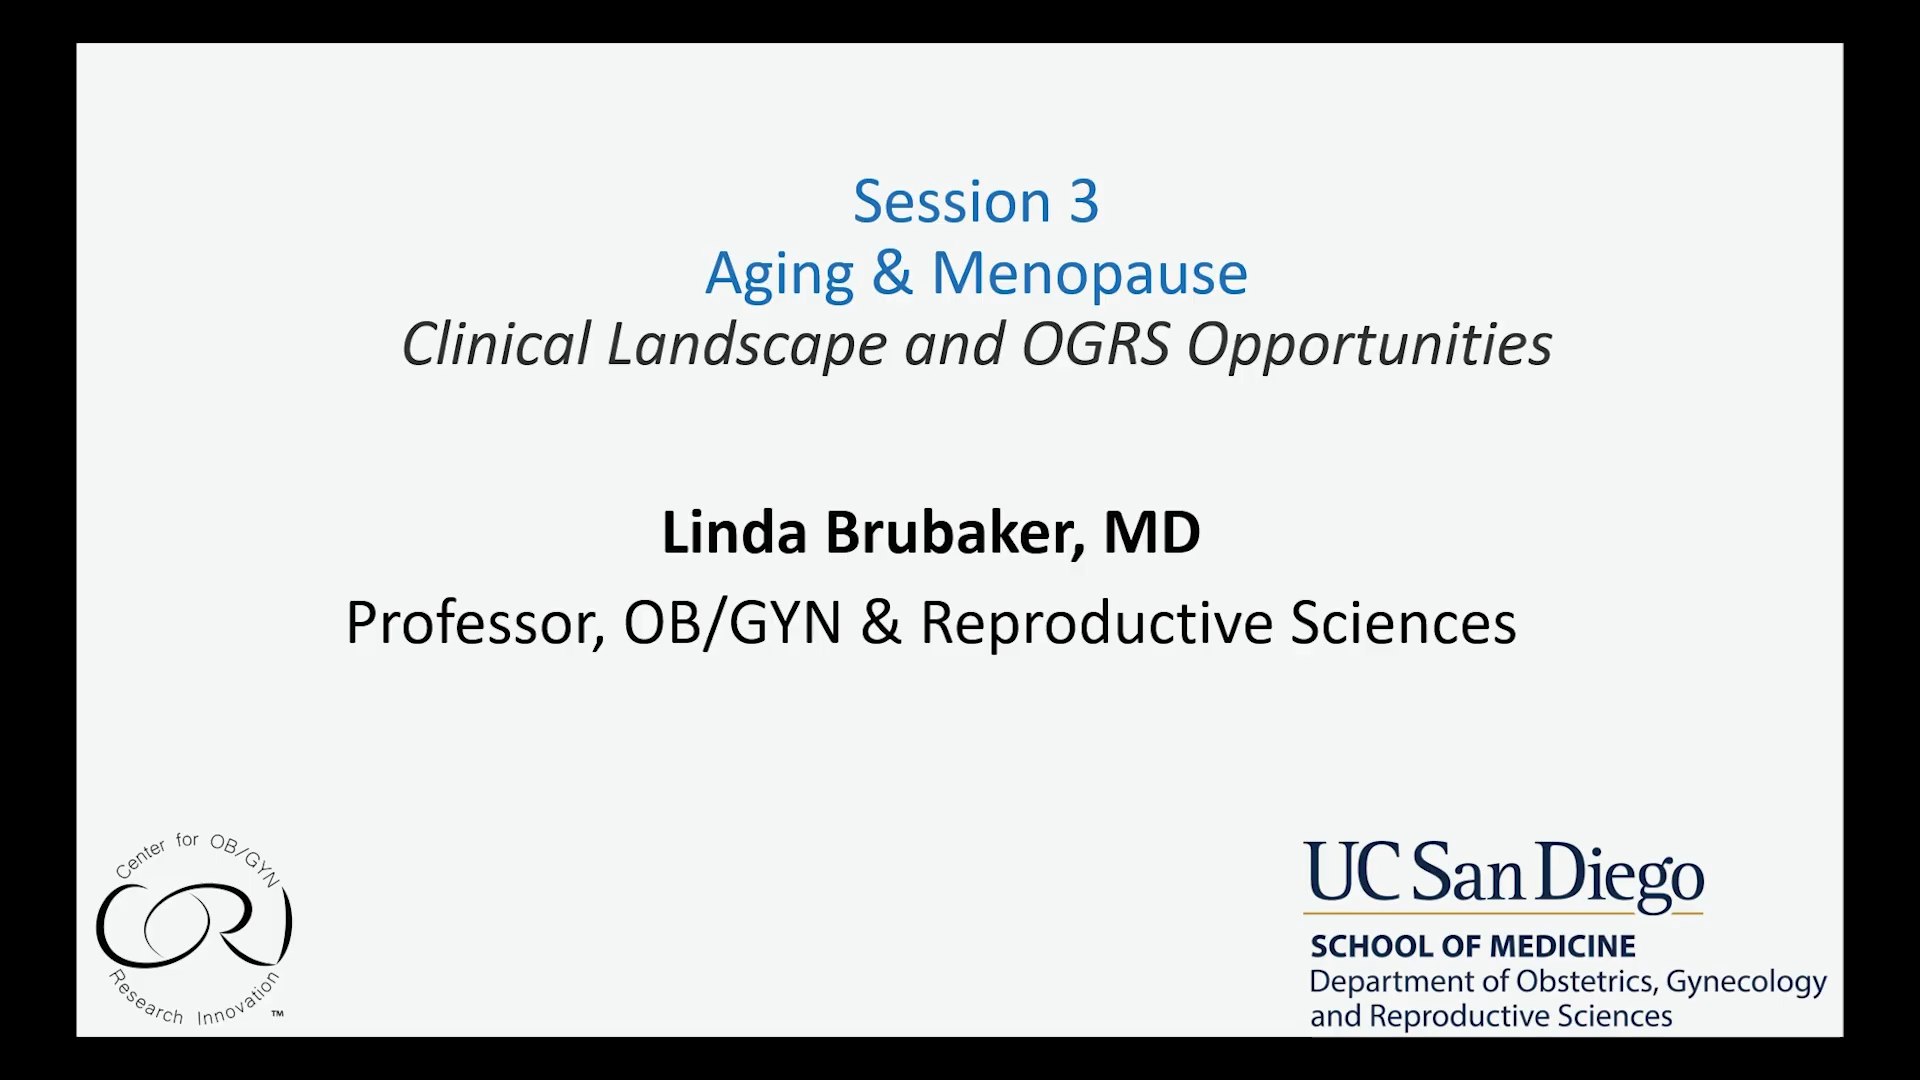 Session 3
Aging & Menopause
Clinical Landscape and OGRS Opportunities
Linda Brubaker, MD
Professor, OB/GYN & Reproductive Sciences
Center for OB/GYN
CORI
Research Innovation ™
UC San Diego
SCHOOL OF MEDICINE
Department of Obstetrics, Gynecology
and Reproductive Sciences